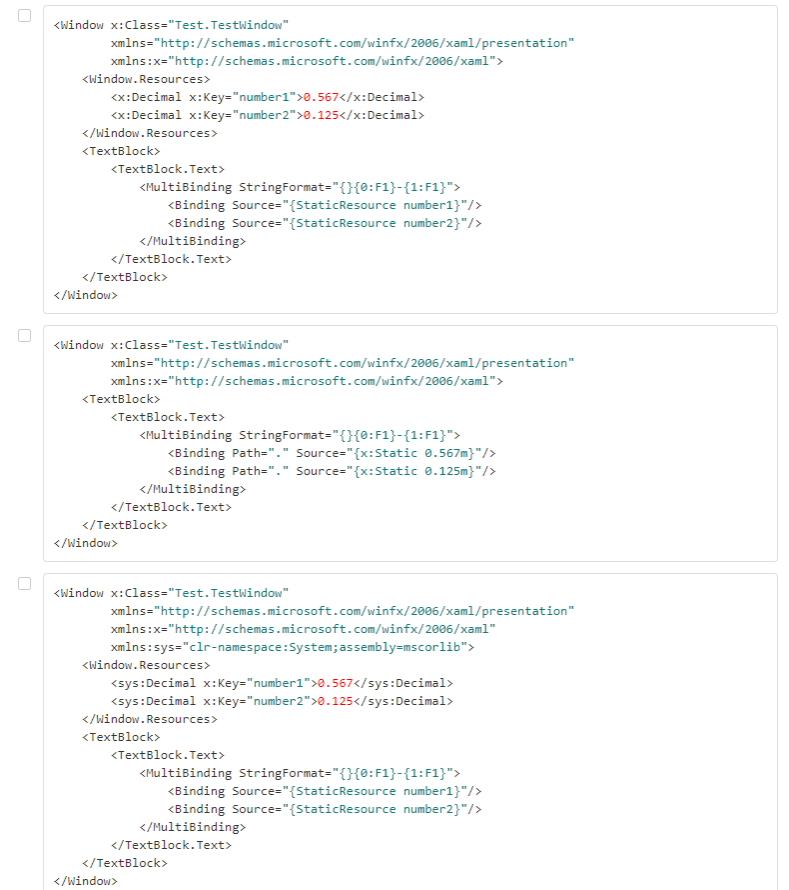 <Window x:Class="Test.TestWindow"
        xmlns="http://schemas.microsoft.com/winfx/2006/xaml/presentation"
        xmlns:x="http://schemas.microsoft.com/winfx/2006/xaml">
    <Window.Resources>
        <x:Decimal x:Key="number1">0.567</x:Decimal>
        <x:Decimal x:Key="number2">0.125</x:Decimal>
    </Window.Resources>
    <TextBlock>
        <TextBlock.Text>
            <MultiBinding StringFormat="{}{0:F1}-{1:F1}">
                <Binding Source="{StaticResource number1}"/>
                <Binding Source="{StaticResource number2}"/>
            </MultiBinding>
        </TextBlock.Text>
    </TextBlock>
</Window>
<Window x:Class="Test.TestWindow"
        xmlns="http://schemas.microsoft.com/winfx/2006/xaml/presentation"
        xmlns:x="http://schemas.microsoft.com/winfx/2006/xaml">
    <TextBlock>
        <TextBlock.Text>
            <MultiBinding StringFormat="{}{0:F1}-{1:F1}">
                <Binding Path="." Source="{x:Static 0.567m}"/>
                <Binding Path="." Source="{x:Static 0.125m}"/>
            </MultiBinding>
        </TextBlock.Text>
    </TextBlock>
</Window>
<Window x:Class="Test.TestWindow"
        xmlns="http://schemas.microsoft.com/winfx/2006/xaml/presentation"
        xmlns:x="http://schemas.microsoft.com/winfx/2006/xaml"
        xmlns:sys="clr-namespace:System;assembly=mscorlib">
    <Window.Resources>
        <sys:Decimal x:Key="number1">0.567</sys:Decimal>
        <sys:Decimal x:Key="number2">0.125</sys:Decimal>
    </Window.Resources>
    <TextBlock>
        <TextBlock.Text>
            <MultiBinding StringFormat="{}{0:F1}-{1:F1}">
                <Binding Source="{StaticResource number1}"/>
                <Binding Source="{StaticResource number2}"/>
            </MultiBinding>
        </TextBlock.Text>
    </TextBlock>
</Window>